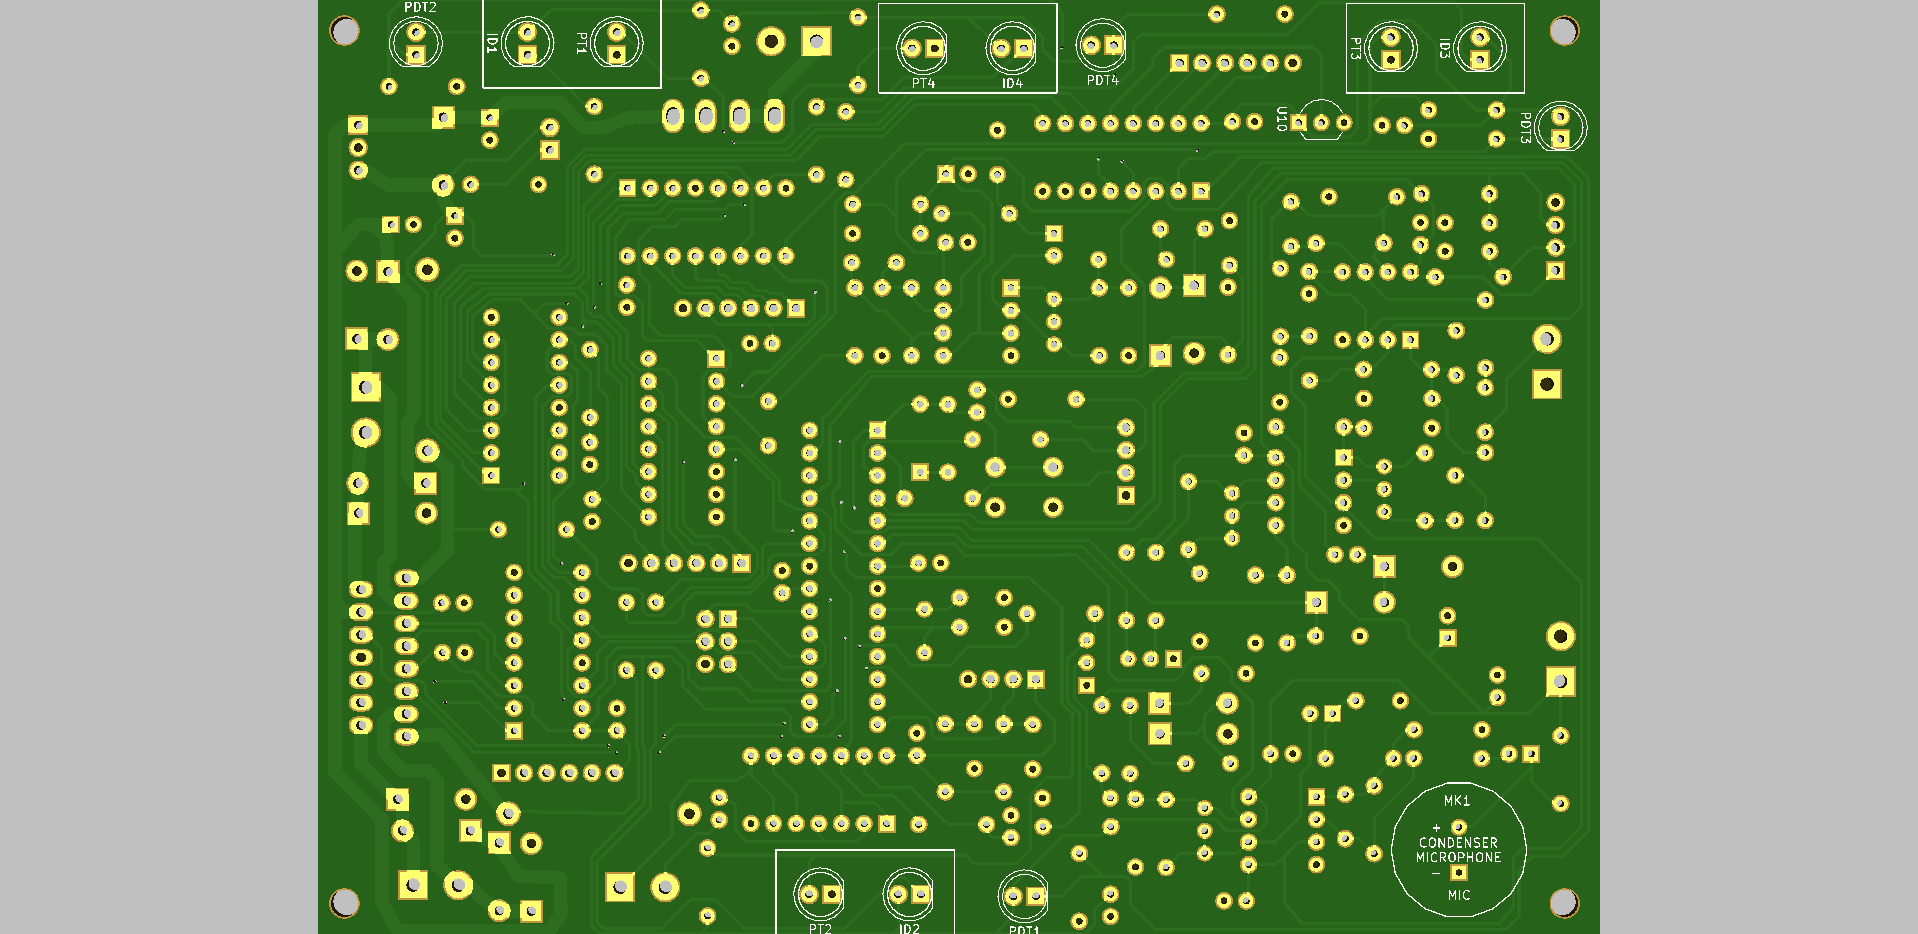 PDT2
ID1
PT1
PT4
ID4
PDT4
PT3
ID3
U10
PDT3
MK1
+
CONDENSER
MICROPHONE
−
MIC
PT2
ID2
PDT1